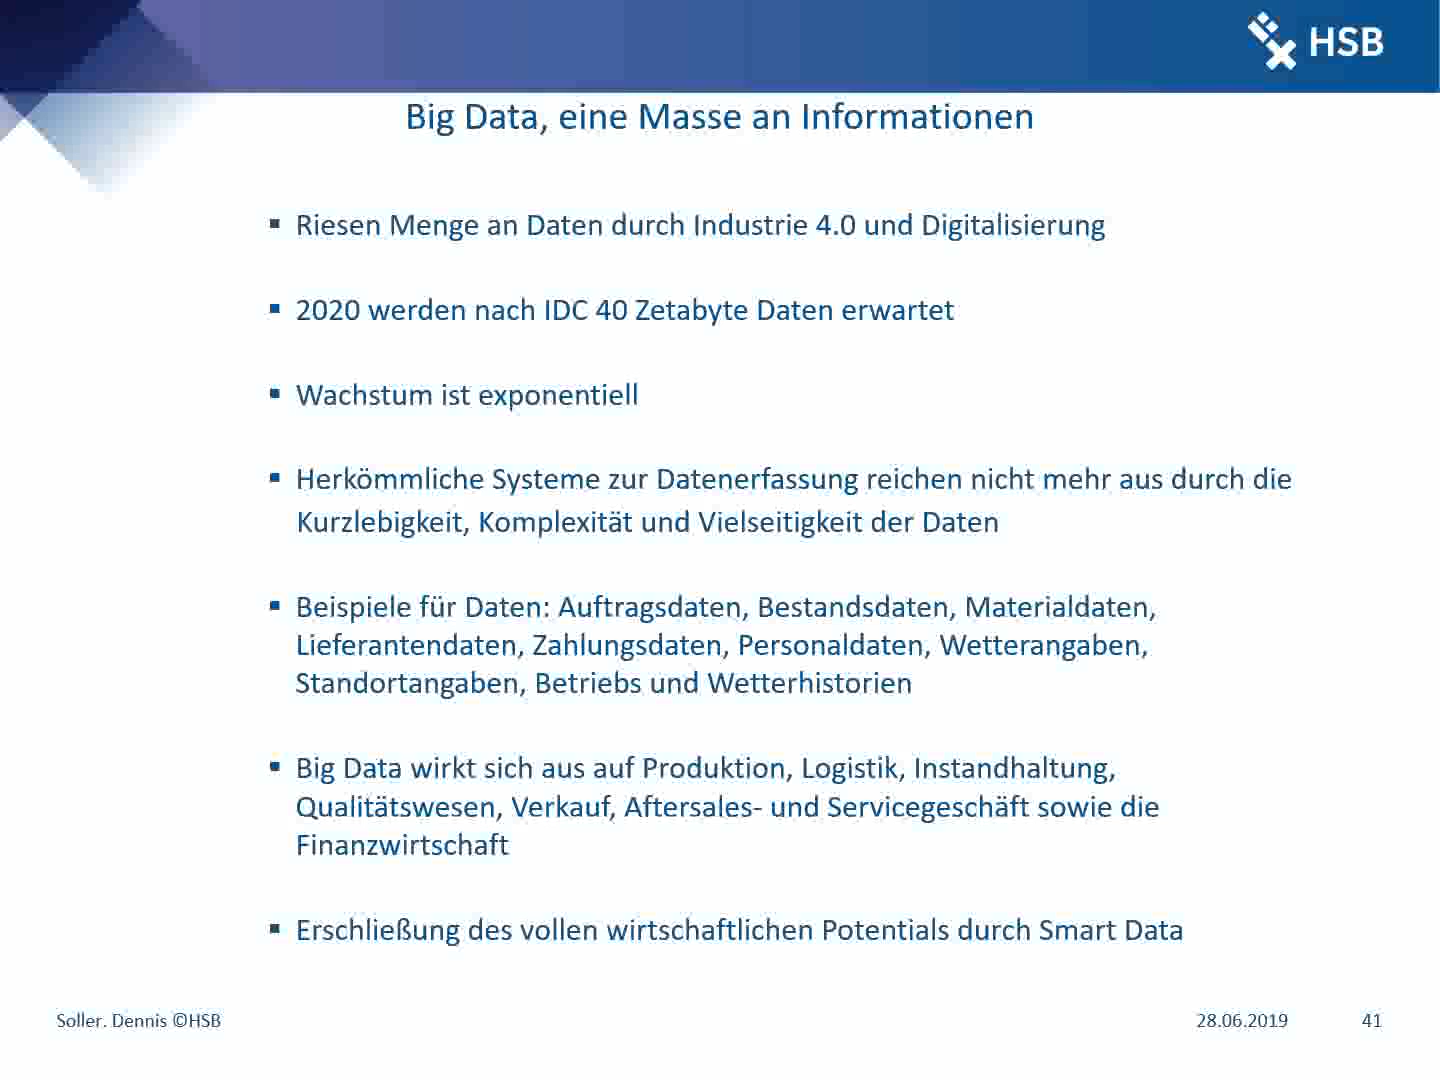 HSB
Big Data, eine Masse an Informationen
▪ Riesen Menge an Daten durch Industrie 4.0 und Digitalisierung
▪ 2020 werden nach IDC 40 Zetabyte Daten erwartet
▪ Wachstum ist exponentiell
▪ Herkömmliche Systeme zur Datenerfassung reichen nicht mehr aus durch die
Kurzlebigkeit, Komplexität und Vielseitigkeit der Daten
▪ Beispiele für Daten: Auftragsdaten, Bestandsdaten, Materialdaten,
Lieferantendaten, Zahlungsdaten, Personaldaten, Wetterangaben,
Standortangaben, Betriebs und Wetterhistorien
▪ Big Data wirkt sich aus auf Produktion, Logistik, Instandhaltung,
Qualitätswesen, Verkauf, Aftersales- und Servicegeschäft sowie die
Finanzwirtschaft
▪ Erschließung des vollen wirtschaftlichen Potentials durch Smart Data
Soller. Dennis ©HSB
28.06.2019
41